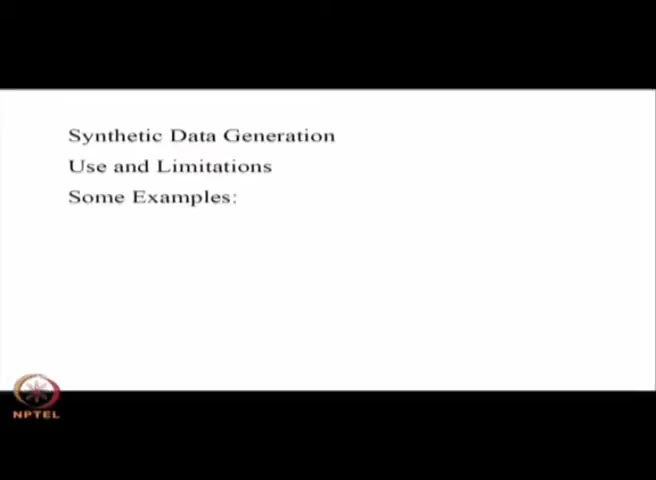 Synthetic Data Generation
Use and Limitations
Some Examples:
NPTEL